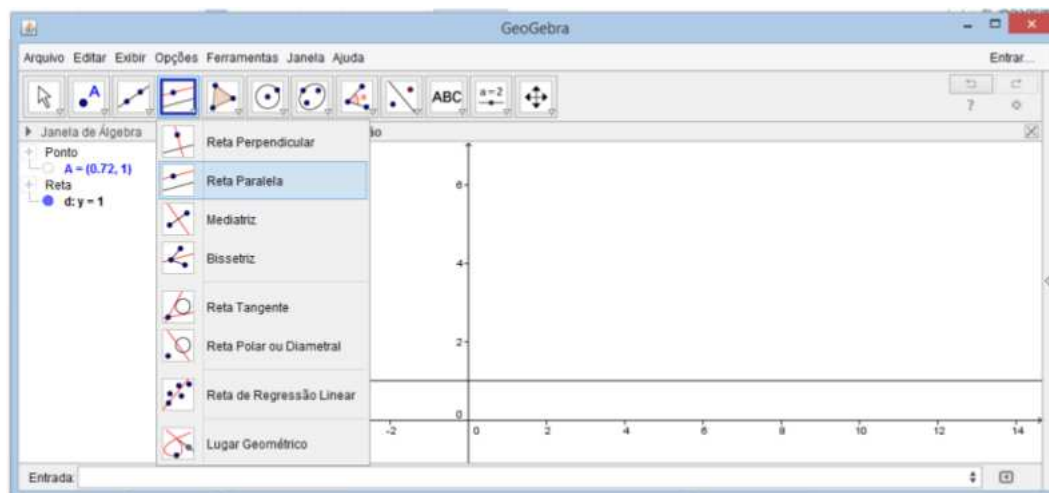 GeoGebra
Arquivo Editar Exibir Opções Ferramentas Janela Ajuda
Entrar...
A
ABC
a=2
?
Janela de Álgebra
ão
Ponto
A = (0.72, 1)
Reta
d: y = 1
Reta Perpendicular
Reta Paralela
Mediatriz
Bissetriz
Reta Tangente
Reta Polar ou Diametral
Reta de Regressão Linear
Lugar Geométrico
6
4
2
0
-2 0 2 4 6 8 10 12 14
Entrada: